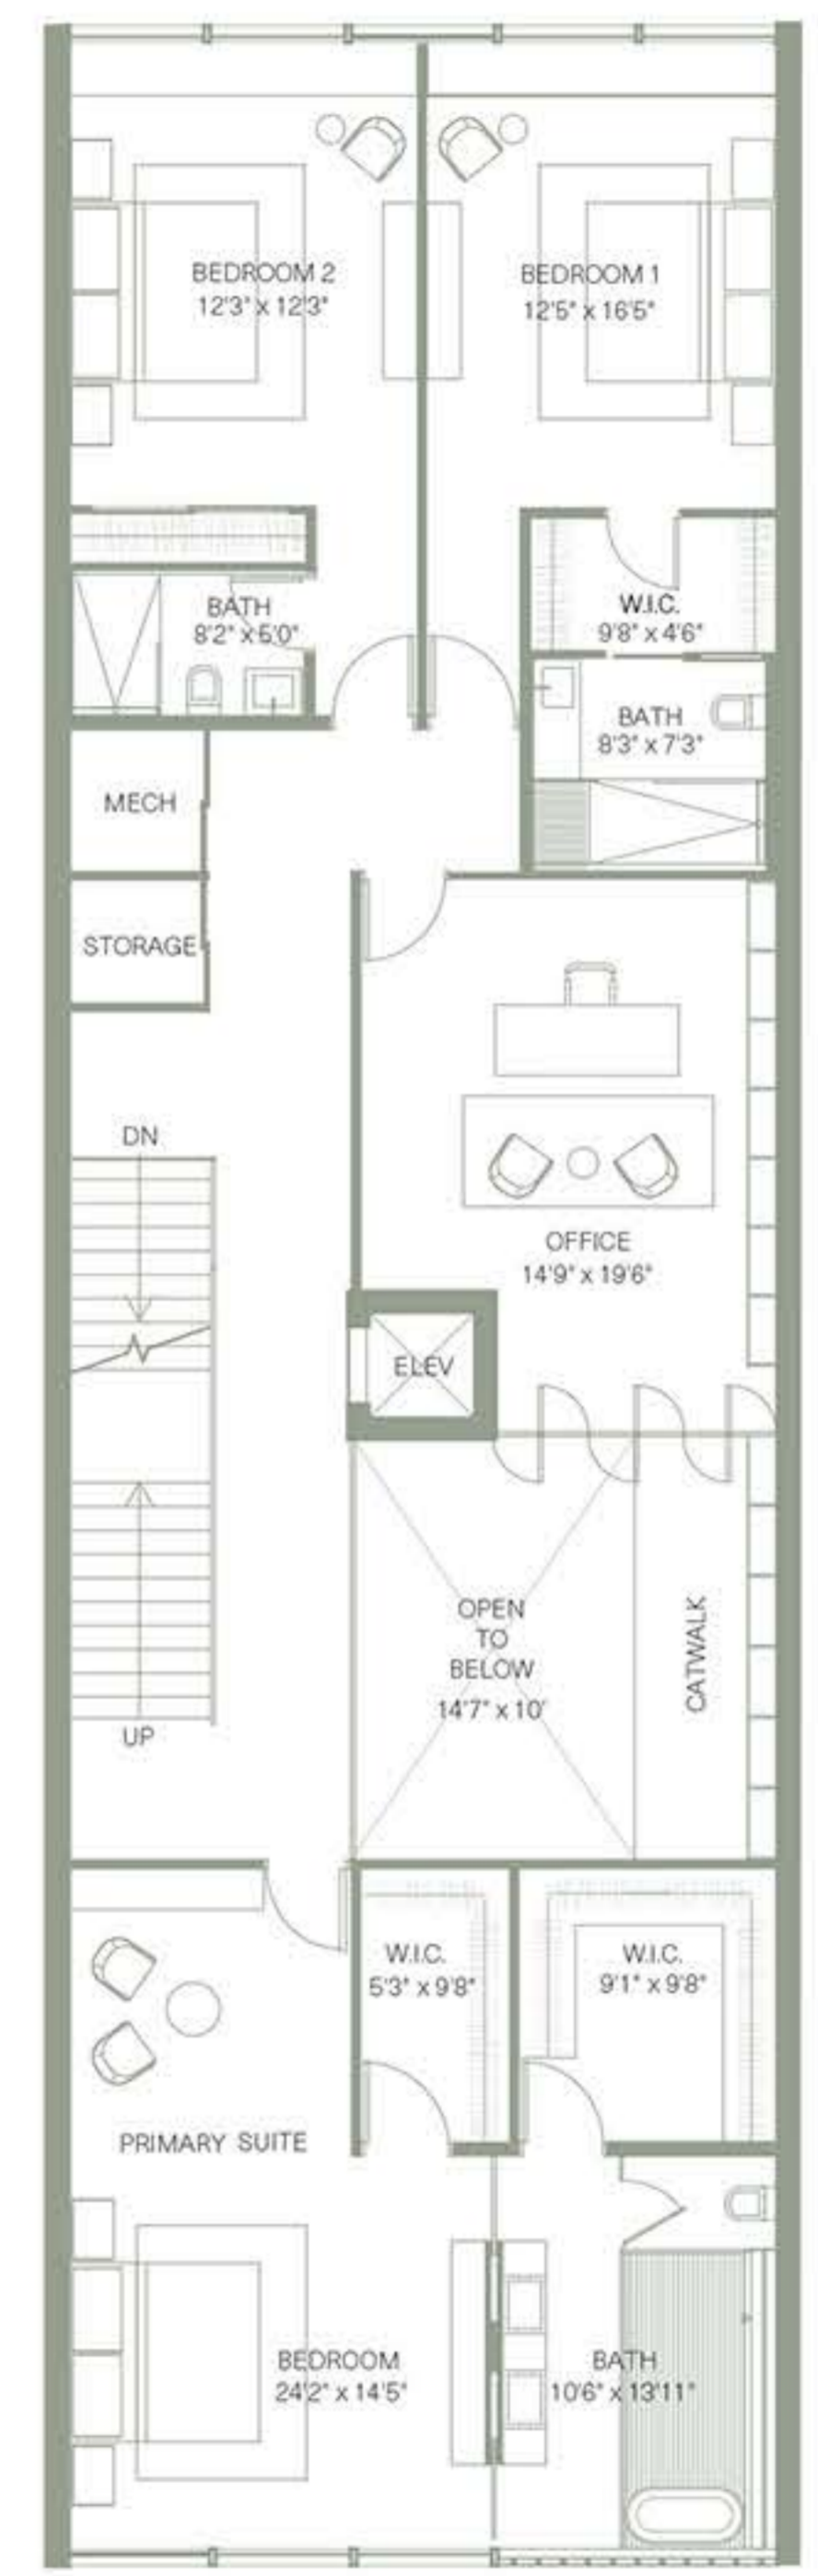 BEDROOM 2
12'3" x 12'3"
BEDROOM 1
12'5" x 16'5"
BATH
8'2" x 5'0"
W.I.C.
9'8" x 4'6"
BATH
8'3" x 7'3"
MECH
STORAGE
DN
OFFICE
14'9" x 19'6"
ELEV
OPEN
TO
BELOW
14'7" x 10'
CATWALK
UP
W.I.C.
5'3" x 9'8"
W.I.C.
9'1" x 9'8"
PRIMARY SUITE
BEDROOM
24'2" x 14'5"
BATH
10'6" x 13'11"